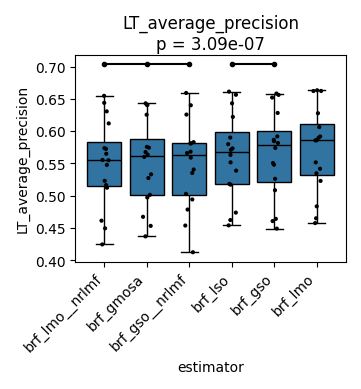 LT_average_precision
p = 3.09e-07
LT_average_precision
0.70
0.65
0.60
0.55
0.50
0.45
0.40
brf_lmo__nrlmf
brf_gmosa
brf_gso__nrlmf
brf_lso
brf_gso
brf_lmo
estimator